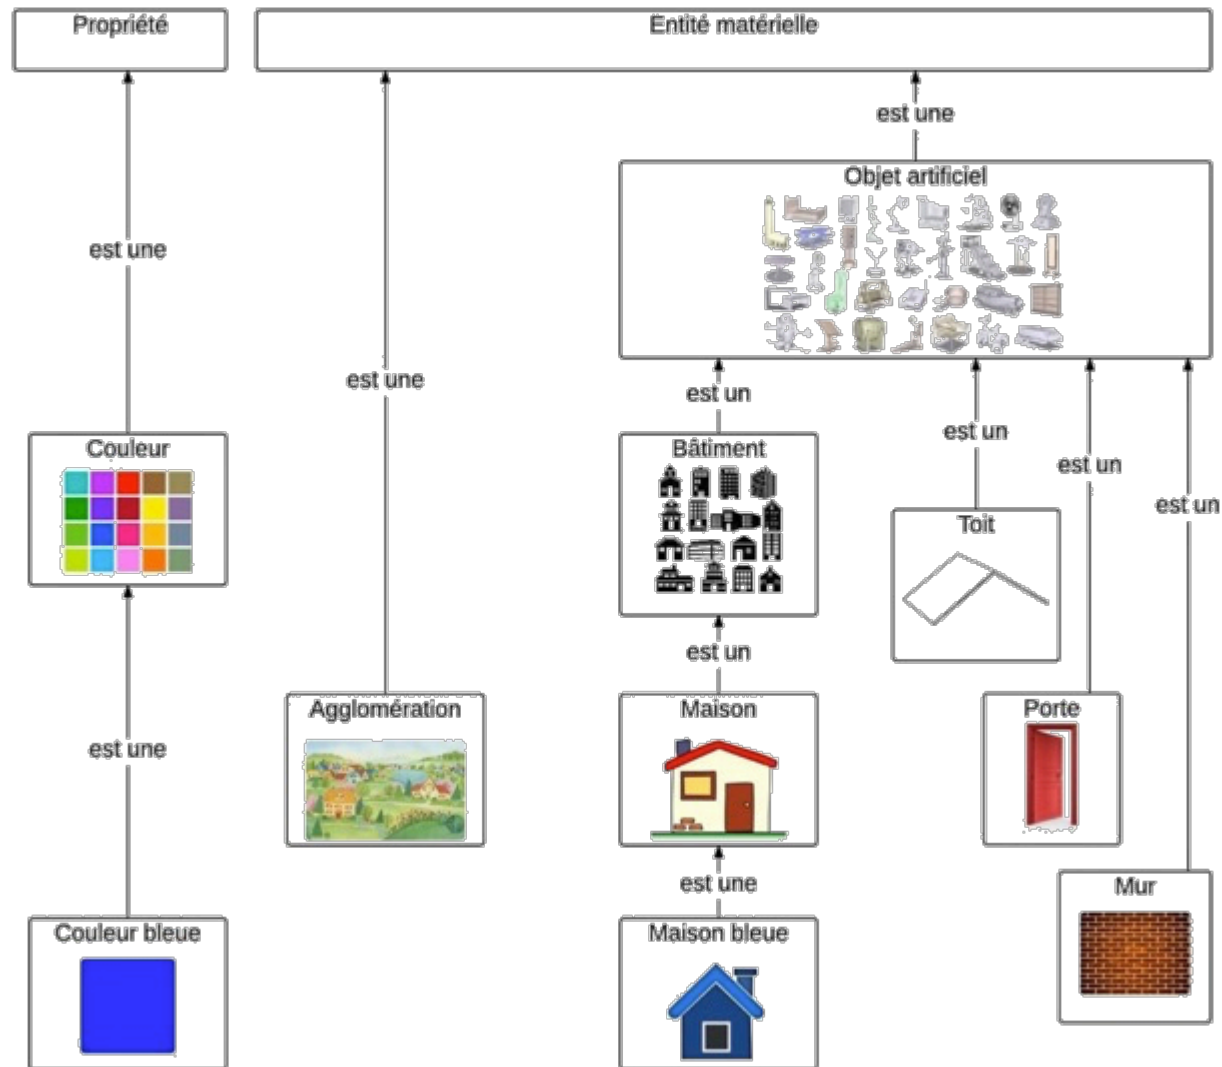 Propriété
Entité matérielle
est une
Objet artificiel
est une
est une
est un
est un
est un
est un
Couleur
Bâtiment
Toit
est un
Agglomération
Maison
Porte
est une
est une
Mur
Couleur bleue
Maison bleue